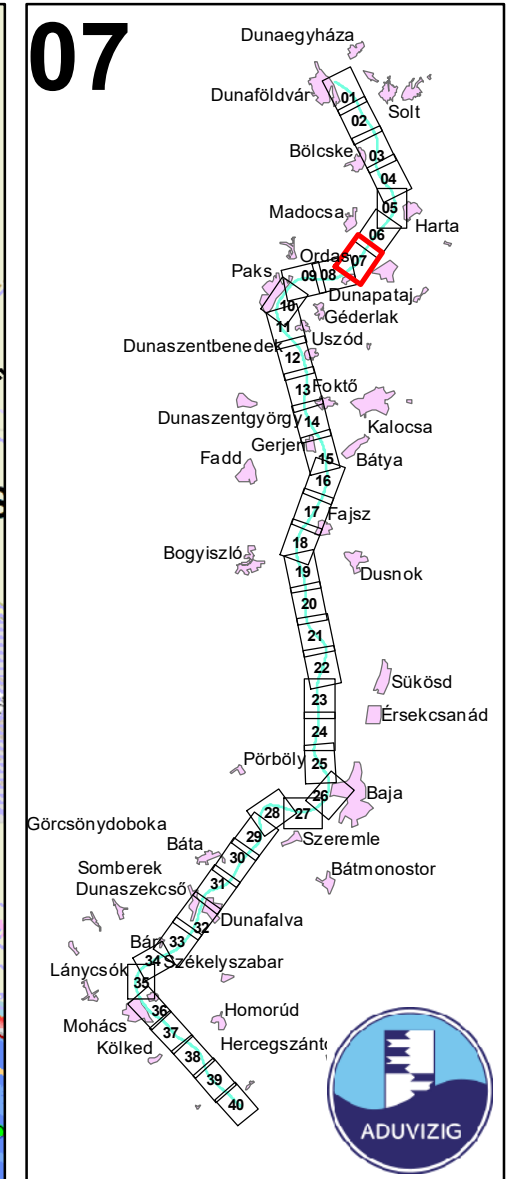 07
Dunaegyháza
Dunaföldvár
01
Solt
02
Bölcske
03
04
05
Madocsa
Harta
06
Ordas
07
Paks
09
08
Dunapataj
10
Géderlak
11
Uszód
Dunaszentbenedek
12
13
Foktő
Dunaszentgyörgy
14
Kalocsa
Gerjen
15
Bátya
Fadd
16
17
Fajsz
18
Bogyiszló
19
Dusnok
20
21
22
Sükösd
23
Érsekcsanád
24
Pörböly
25
26
Baja
28
27
Görcsönydoboka
29
Szeremle
Báta
30
Somberek
31
Bátmonostor
Dunaszekcső
32
Dunafalva
Bár
33
34
Székelyszabar
Lánycsók
35
36
Homorúd
Mohács
37
Kölked
38
39
40
ADUVIZIG